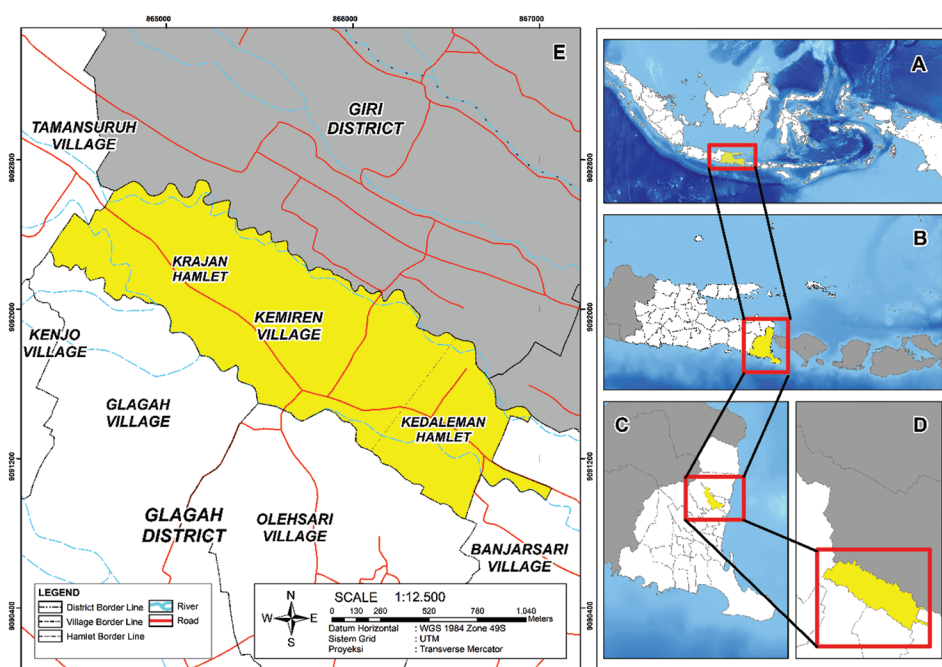 865000
866000
867000
E
GIRI
DISTRICT
TAMANSURUH
VILLAGE
9092800
9092800
KRAJAN
HAMLET
KEMIREN
VILLAGE
9092000
9092000
KENJO
VILLAGE
GLAGAH
VILLAGE
KEDALEMAN
HAMLET
9091200
9091200
GLAGAH
DISTRICT
OLEHSARI
VILLAGE
BANJARSARI
VILLAGE
9090400
9090400
LEGEND
District Border Line
Village Border Line
Hamlet Border Line
River
Road
N
W E
S
SCALE 1:12.500
0 130 260 520 780 1.040
Meters
Datum Horizontal : WGS 1984 Zone 49S
Sistem Grid : UTM
Proyeksi : Transverse Mercator
A
B
C
D